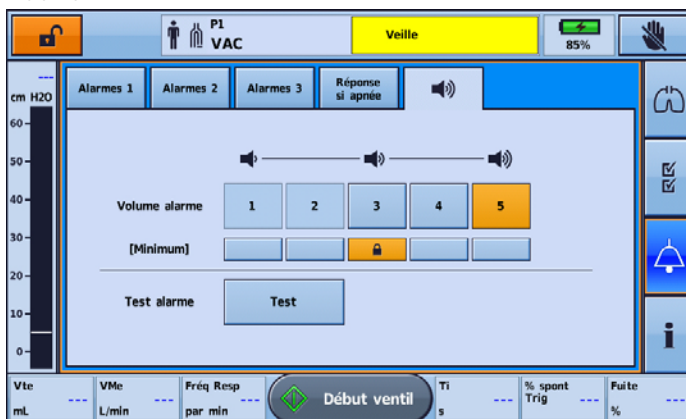 P1
VAC
Veille
85%
---
cm H2O
60
50
40
30
20
10
0
Alarmes 1
Alarmes 2
Alarmes 3
Réponse
si apnée
Volume alarme
1
2
3
4
5
[Minimum]
Test alarme
Test
Vte
---
mL
VMe
---
L/min
Fréq Resp
---
par min
Début ventil
Ti
---
s
% spont
Trig
---
Fuite
---
%